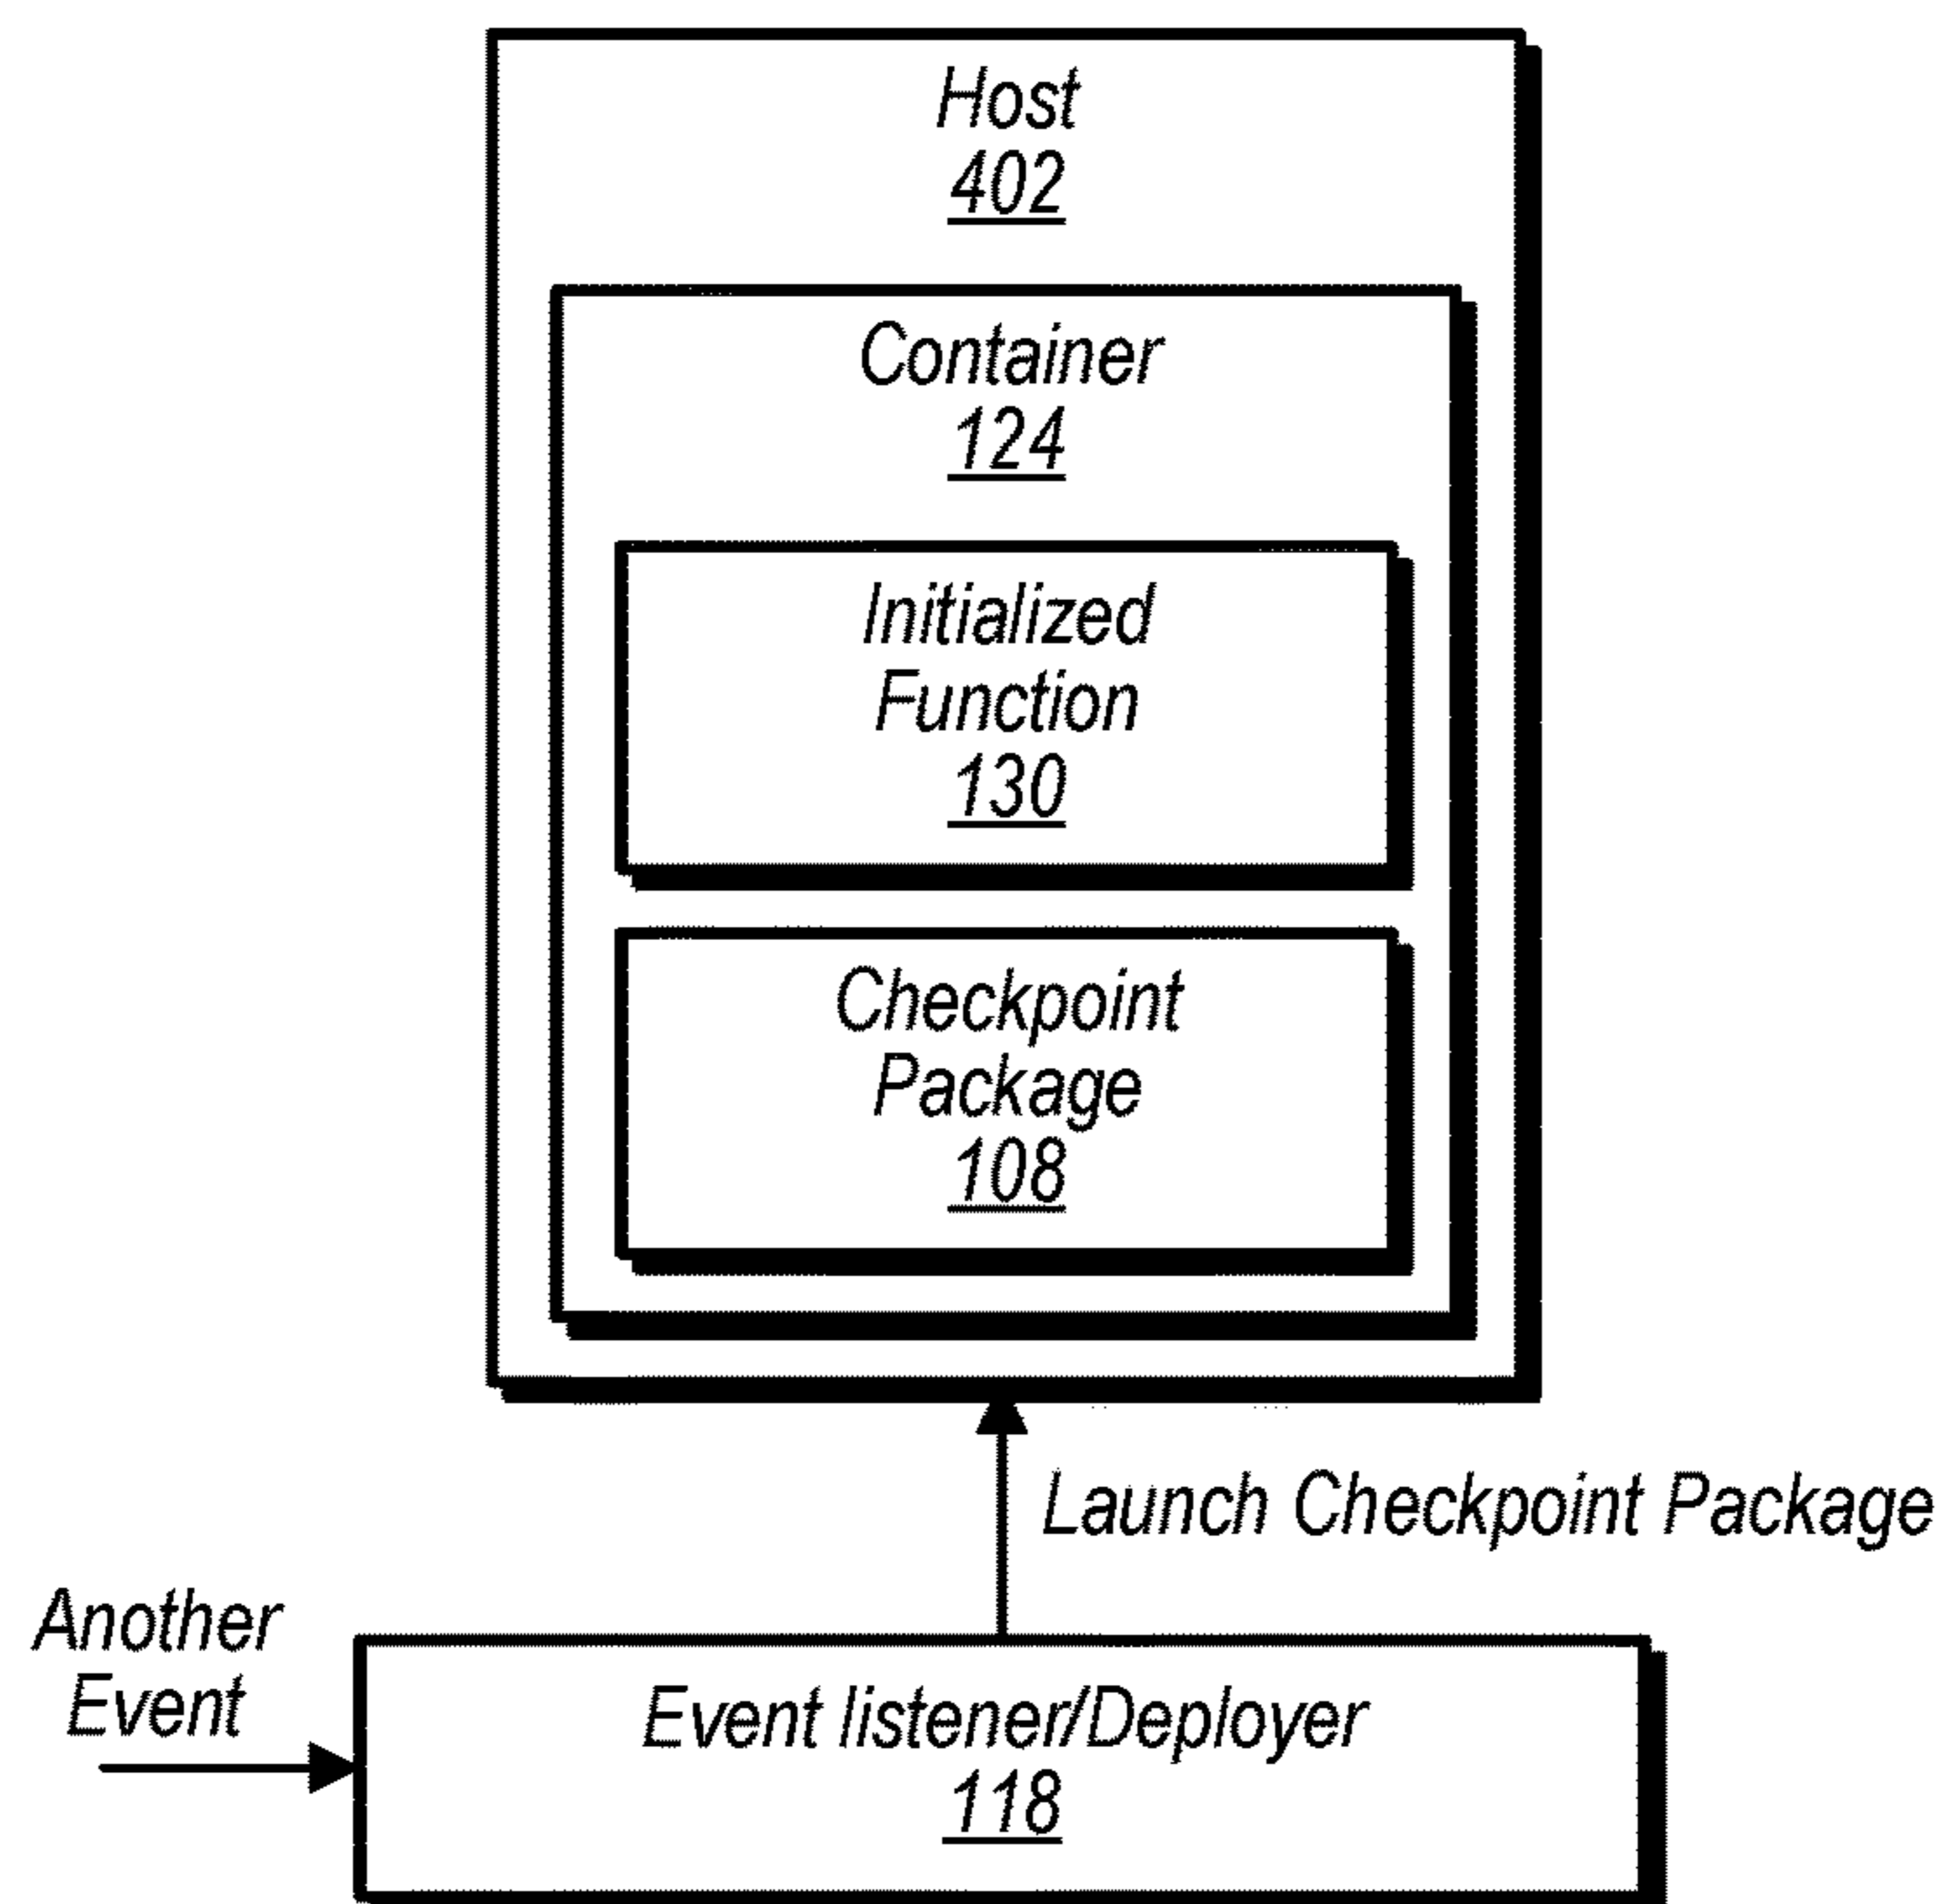 Host
402
Container
124
Initialized
Function
130
Checkpoint
Package
108
Launch Checkpoint Package
Another
Event
Event listener/Deployer
118